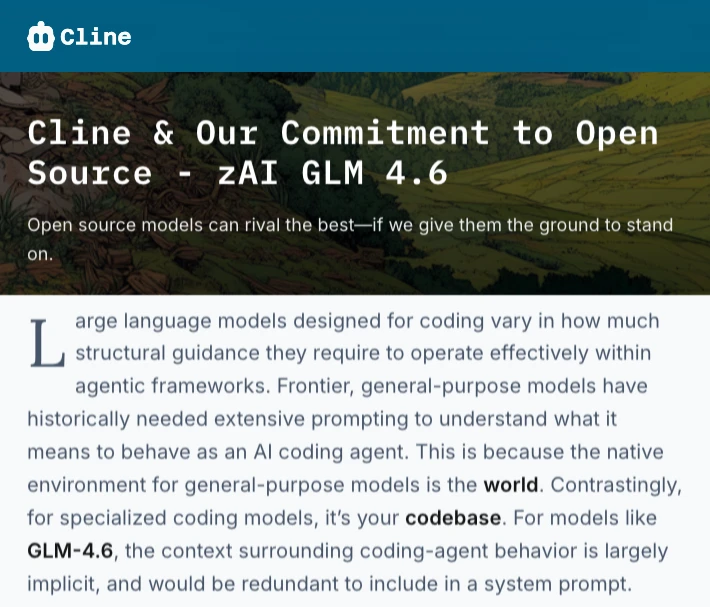 Cline
Cline & Our Commitment to Open
Source - zAI GLM 4.6
Open source models can rival the best—if we give them the ground to stand
on.
Large language models designed for coding vary in how much
structural guidance they require to operate effectively within
agentic frameworks. Frontier, general-purpose models have
historically needed extensive prompting to understand what it
means to behave as an AI coding agent. This is because the native
environment for general-purpose models is the world. Contrastingly,
for specialized coding models, it’s your codebase. For models like
GLM-4.6, the context surrounding coding-agent behavior is largely
implicit, and would be redundant to include in a system prompt.